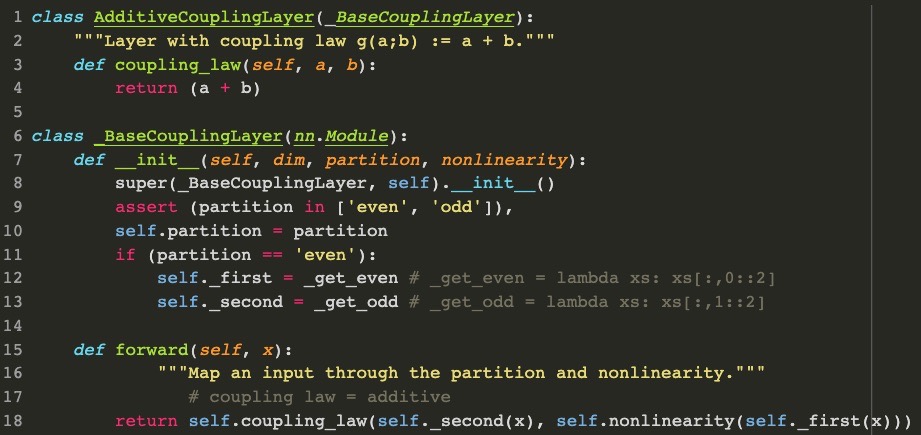 1 class AdditiveCouplingLayer(_BaseCouplingLayer):
2     """Layer with coupling law g(a;b) := a + b."""
3     def coupling_law(self, a, b):
4         return (a + b)
5
6 class _BaseCouplingLayer(nn.Module):
7     def __init__(self, dim, partition, nonlinearity):
8         super(_BaseCouplingLayer, self).__init__()
9         assert (partition in ['even', 'odd']),
10         self.partition = partition
11         if (partition == 'even'):
12             self._first = _get_even # _get_even = lambda xs: xs[:,0::2]
13             self._second = _get_odd # _get_odd = lambda xs: xs[:,1::2]
14
15     def forward(self, x):
16             """Map an input through the partition and nonlinearity."""
17                # coupling law = additive
18         return self.coupling_law(self._second(x), self.nonlinearity(self._first(x)))